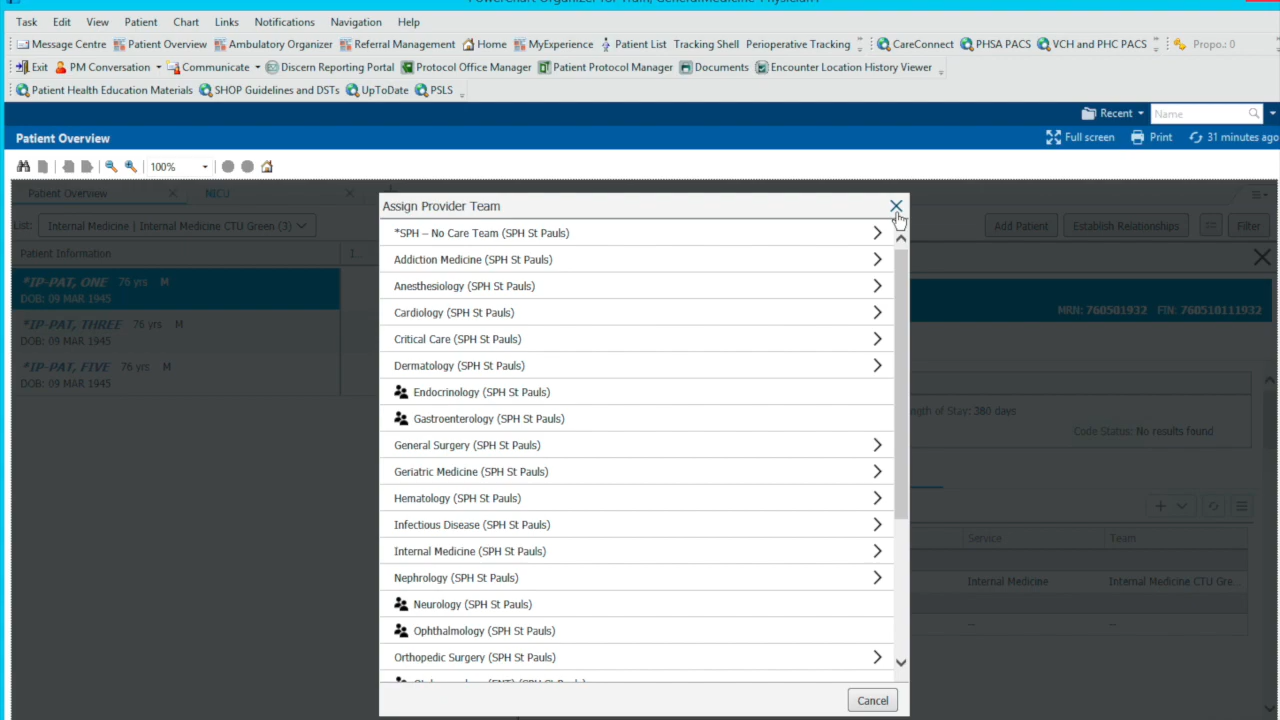 Task Edit View Patient Chart Links Notifications Navigation Help
Message Centre Patient Overview Ambulatory Organizer Referral Management Home MyExperience Patient List Tracking Shell Perioperative Tracking CareConnect PHSA PACS VCH and PHC PACS Propo.: 0
Exit PM Conversation Communicate Discern Reporting Portal Protocol Office Manager Patient Protocol Manager Documents Encounter Location History Viewer
Patient Health Education Materials SHOP Guidelines and DSTs UpToDate PSLS
Recent Name
Patient Overview Full screen Print 31 minutes ago
100%
Patient Overview NICU
List: Internal Medicine | Internal Medicine CTU Green (3) Add Patient Establish Relationships Filter
Patient Information I...
*IP-PAT, ONE 76 yrs M
DOB: 09 MAR 1945
*IP-PAT, THREE 76 yrs M
DOB: 09 MAR 1945
*IP-PAT, FIVE 76 yrs M
DOB: 09 MAR 1945
Assign Provider Team
*SPH – No Care Team (SPH St Pauls)
Addiction Medicine (SPH St Pauls)
Anesthesiology (SPH St Pauls)
Cardiology (SPH St Pauls)
Critical Care (SPH St Pauls)
Dermatology (SPH St Pauls)
Endocrinology (SPH St Pauls)
Gastroenterology (SPH St Pauls)
General Surgery (SPH St Pauls)
Geriatric Medicine (SPH St Pauls)
Hematology (SPH St Pauls)
Infectious Disease (SPH St Pauls)
Internal Medicine (SPH St Pauls)
Nephrology (SPH St Pauls)
Neurology (SPH St Pauls)
Ophthalmology (SPH St Pauls)
Orthopedic Surgery (SPH St Pauls)
Cancel
MRN: 760501932 FIN: 760510111932
ngth of Stay: 380 days
Code Status: No results found
Service Team
Internal Medicine Internal Medicine CTU Gre...
-- --